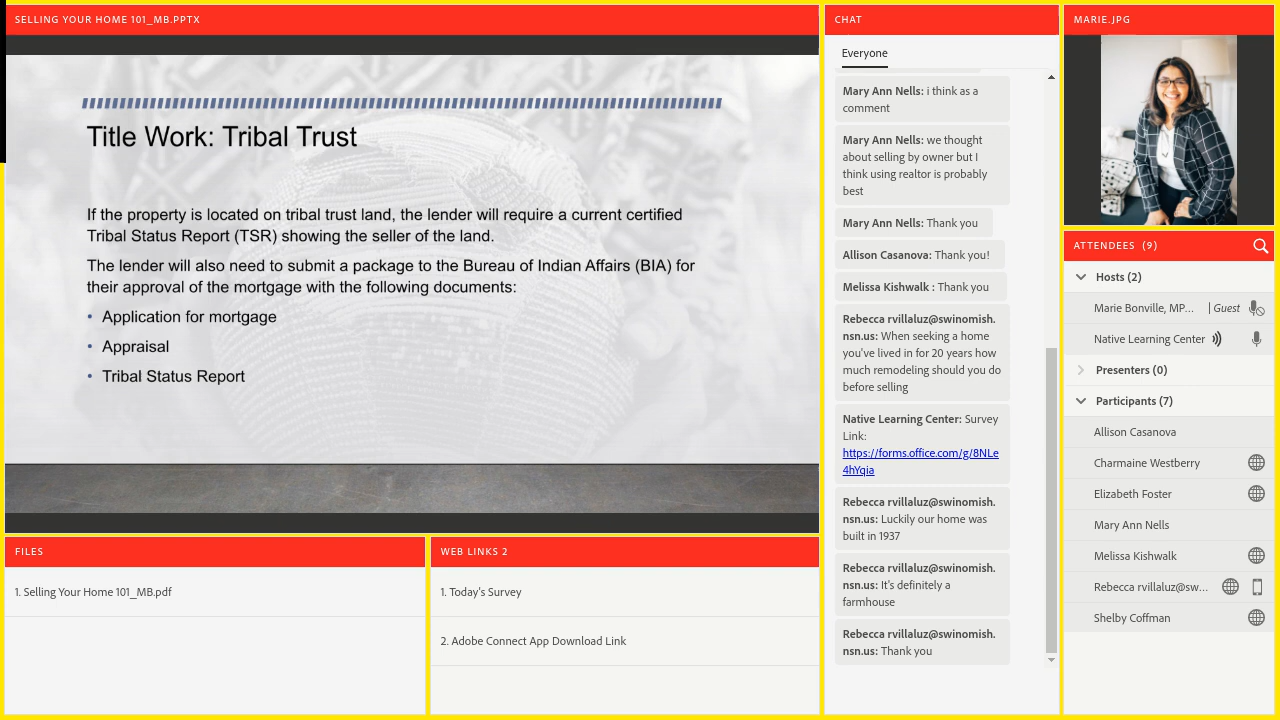 SELLING YOUR HOME 101_MB.PPTX
Title Work: Tribal Trust
If the property is located on tribal trust land, the lender will require a current certified
Tribal Status Report (TSR) showing the seller of the land.
The lender will also need to submit a package to the Bureau of Indian Affairs (BIA) for
their approval of the mortgage with the following documents:
• Application for mortgage
• Appraisal
• Tribal Status Report
FILES
1. Selling Your Home 101_MB.pdf
WEB LINKS 2
1. Today's Survey
2. Adobe Connect App Download Link
CHAT
Everyone
Mary Ann Nells: i think as a
comment
Mary Ann Nells: we thought
about selling by owner but I
think using realtor is probably
best
Mary Ann Nells: Thank you
Allison Casanova: Thank you!
Melissa Kishwalk : Thank you
Rebecca rvillaluz@swinomish.
nsn.us: When seeking a home
you've lived in for 20 years how
much remodeling should you do
before selling
Native Learning Center: Survey
Link:
https://forms.office.com/g/8NLe
4hYqia
Rebecca rvillaluz@swinomish.
nsn.us: Luckily our home was
built in 1937
Rebecca rvillaluz@swinomish.
nsn.us: It's definitely a
farmhouse
Rebecca rvillaluz@swinomish.
nsn.us: Thank you
MARIE.JPG
ATTENDEES (9)
Hosts (2)
Marie Bonville, MP... | Guest
Native Learning Center
Presenters (0)
Participants (7)
Allison Casanova
Charmaine Westberry
Elizabeth Foster
Mary Ann Nells
Melissa Kishwalk
Rebecca rvillaluz@sw...
Shelby Coffman